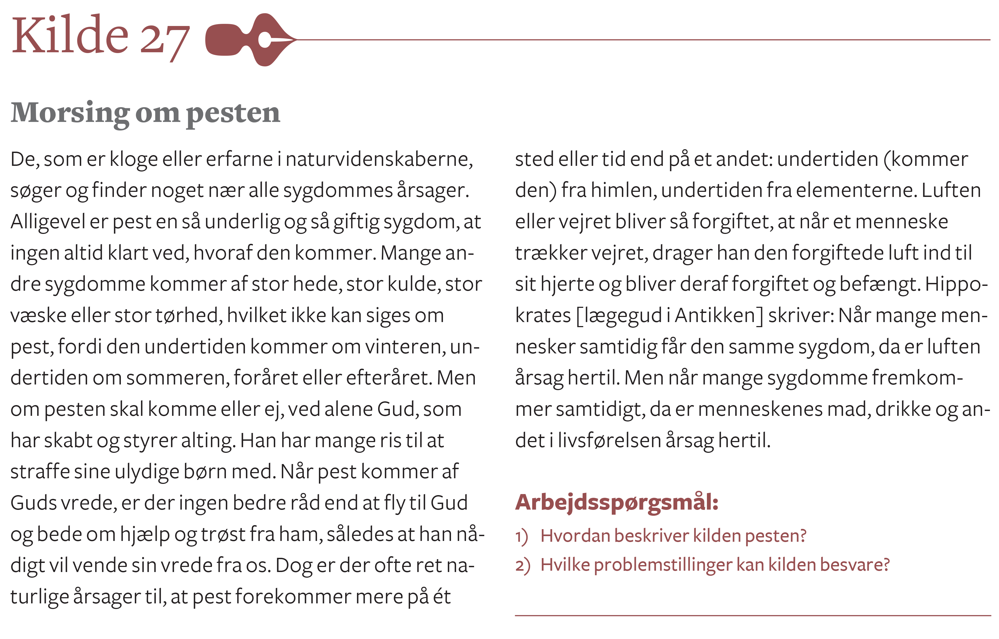 Kilde 27
Morsing om pesten
De, som er kloge eller erfarne i naturvidenskaberne,
søger og finder noget nær alle sygdommes årsager.
Alligevel er pest en så underlig og så giftig sygdom, at
ingen altid klart ved, hvoraf den kommer. Mange an-
dre sygdomme kommer af stor hede, stor kulde, stor
væske eller stor tørhed, hvilket ikke kan siges om
pest, fordi den undertiden kommer om vinteren, un-
dertiden om sommeren, foråret eller efteråret. Men
om pesten skal komme eller ej, ved alene Gud, som
har skabt og styrer alting. Han har mange ris til at
straffe sine ulydige børn med. Når pest kommer af
Guds vrede, er der ingen bedre råd end at fly til Gud
og bede om hjælp og trøst fra ham, således at han nå-
digt vil vende sin vrede fra os. Dog er der ofte ret na-
turlige årsager til, at pest forekommer mere på ét
sted eller tid end på et andet: undertiden (kommer
den) fra himlen, undertiden fra elementerne. Luften
eller vejret bliver så forgiftet, at når et menneske
trækker vejret, drager han den forgiftede luft ind til
sit hjerte og bliver deraf forgiftet og befængt. Hippo-
krates [lægegud i Antikken] skriver: Når mange men-
nesker samtidig får den samme sygdom, da er luften
årsag hertil. Men når mange sygdomme fremkom-
mer samtidigt, da er menneskenes mad, drikke og an-
det i livsførelsen årsag hertil.
Arbejdsspørgsmål:
1) Hvordan beskriver kilden pesten?
2) Hvilke problemstillinger kan kilden besvare?